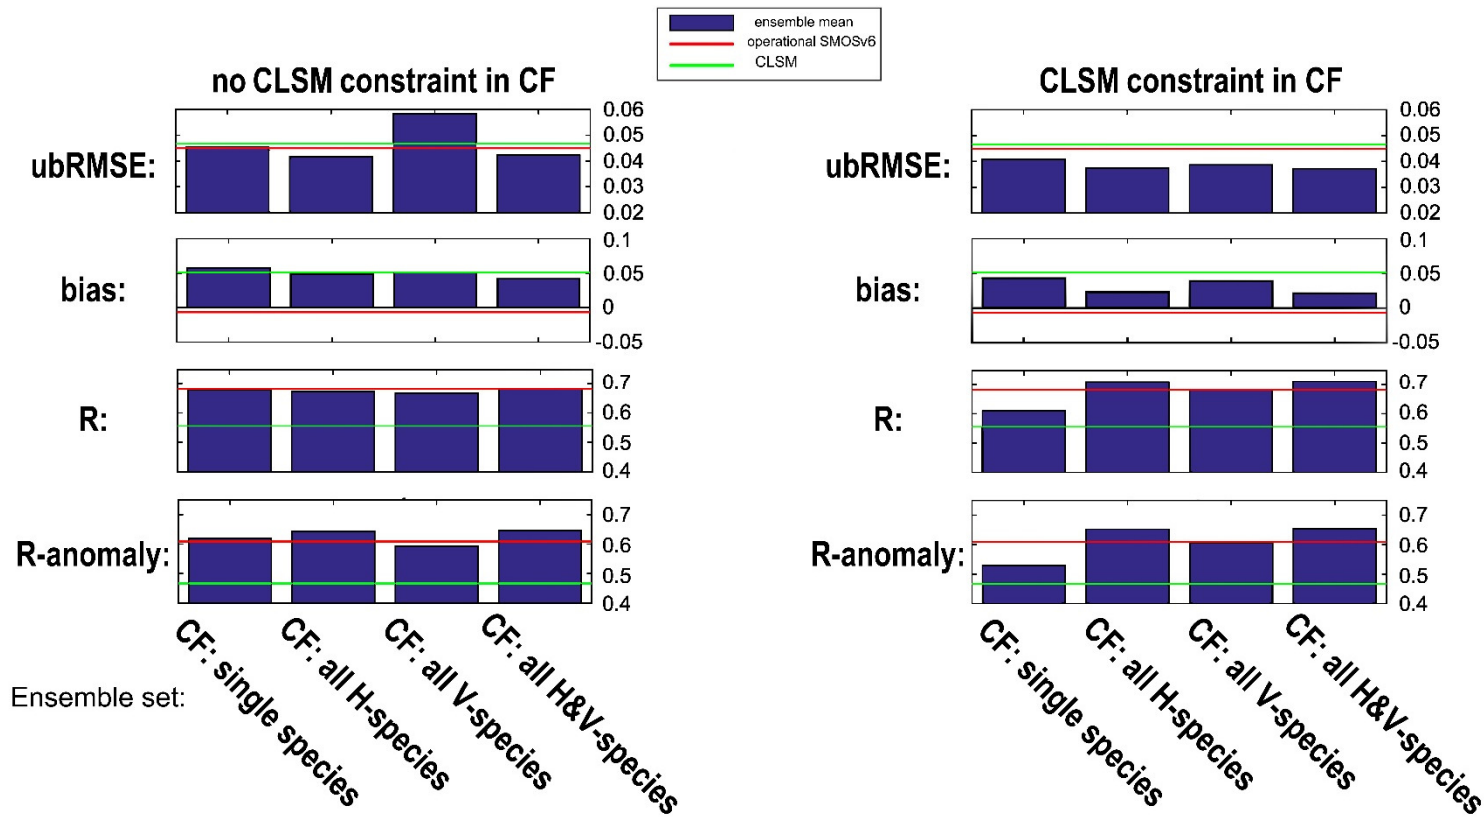 ensemble mean
operational SMOSv6
CLSM
no CLSM constraint in CF
ubRMSE:
0.06
0.05
0.04
0.03
0.02
bias:
0.1
0.05
0
-0.05
R:
0.7
0.6
0.5
0.4
R-anomaly:
0.7
0.6
0.5
0.4
CF: single species
CF: all H-species
CF: all V-species
CF: all H&V-species
CLSM constraint in CF
ubRMSE:
0.06
0.05
0.04
0.03
0.02
bias:
0.1
0.05
0
-0.05
R:
0.7
0.6
0.5
0.4
R-anomaly:
0.7
0.6
0.5
0.4
CF: single species
CF: all H-species
CF: all V-species
CF: all H&V-species
Ensemble set: